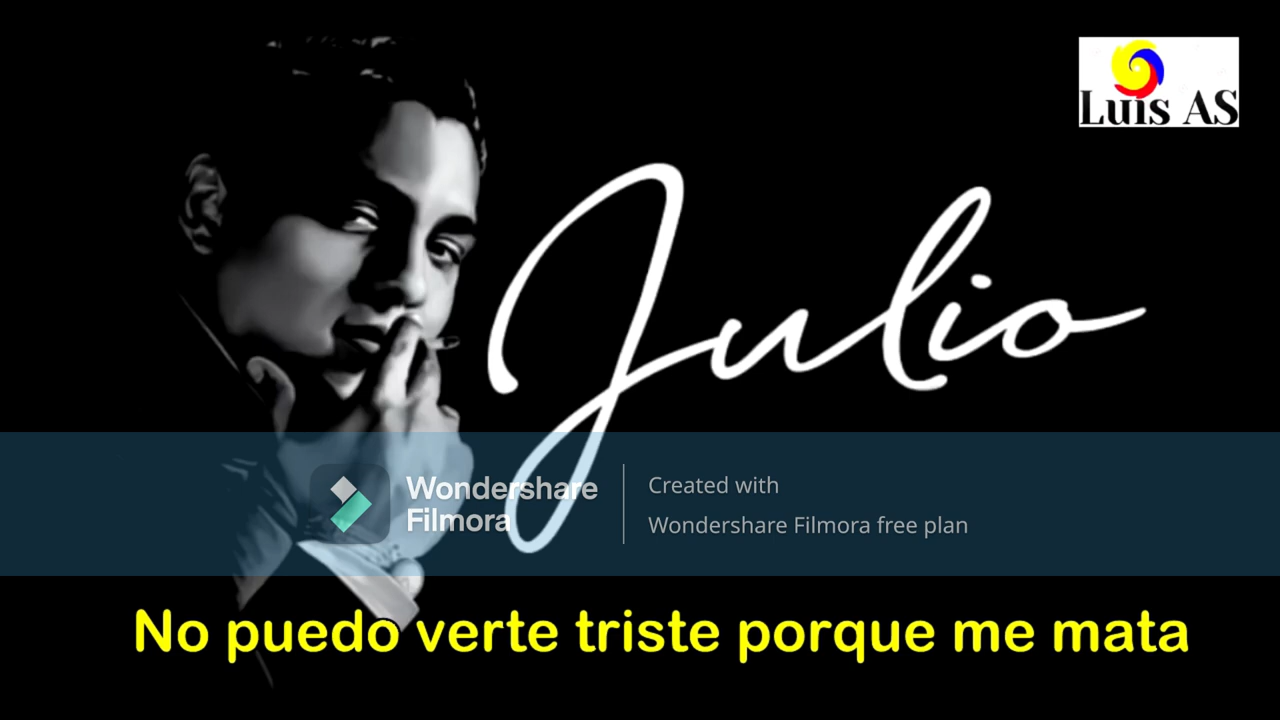 Luis AS
Julio
Wondershare
Filmora
Created with
Wondershare Filmora free plan
No puedo verte triste porque me mata